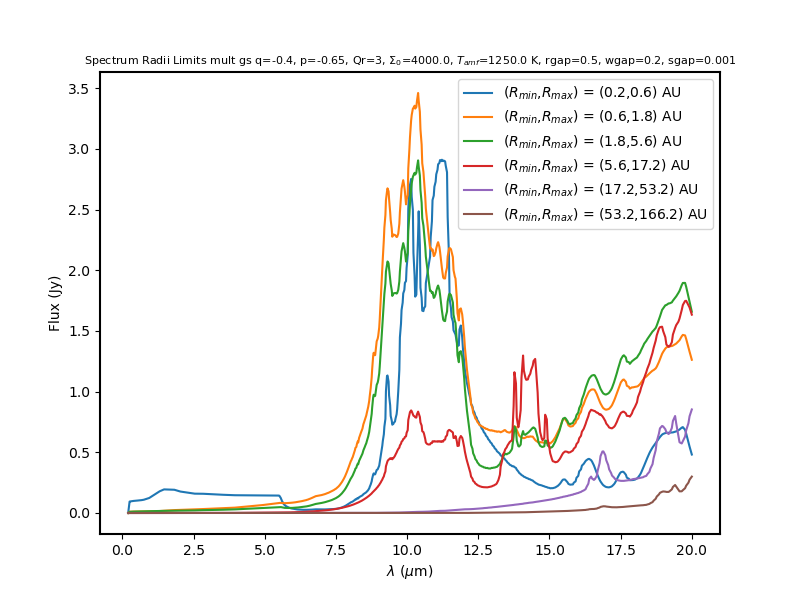 Spectrum Radii Limits mult gs q=-0.4, p=-0.65, Qr=3, Σ₀=4000.0, Tₐₘf=1250.0 K, rgap=0.5, wgap=0.2, sgap=0.001
(Rmin,Rmax) = (0.2,0.6) AU
(Rmin,Rmax) = (0.6,1.8) AU
(Rmin,Rmax) = (1.8,5.6) AU
(Rmin,Rmax) = (5.6,17.2) AU
(Rmin,Rmax) = (17.2,53.2) AU
(Rmin,Rmax) = (53.2,166.2) AU
Flux (Jy)
3.5
3.0
2.5
2.0
1.5
1.0
0.5
0.0
0.0 2.5 5.0 7.5 10.0 12.5 15.0 17.5 20.0
λ (μm)